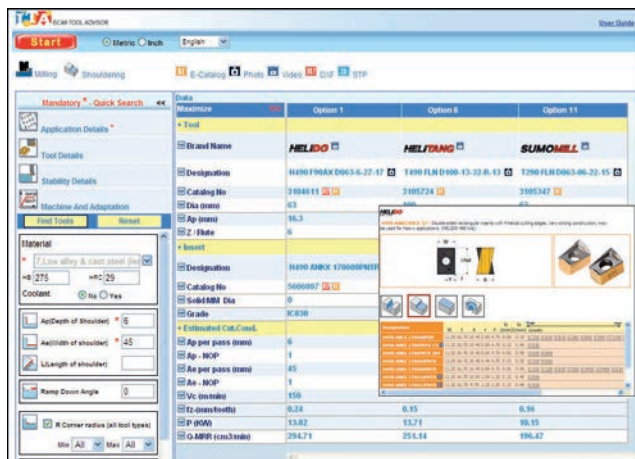 ITA ISCAR TOOL ADVISOR
User Guide
Start Metric Inch English
Milling Shouldering E-Catalog Photo Video DXF STP
Mandatory * - Quick Search <<
Application Details *
Tool Details
Stability Details
Machine And Adaptation
Find Tools Reset
Material
* 7.Low alloy & cast steel (les
HB 275 HRC 29
Coolant No Yes
Ap(Depth of Shoulder) * 6
Ae(Width of shoulder) * 45
L(Length of shoulder)
Ramp Down Angle 0
R Corner radius (all tool types)
Min All Max All
Data
Maximize Option 1 Option 6 Option 11
Tool
Brand Name HELIDO HELITANG SUMOMILL
Designation H490 F90AX D063-6-27-17 T490 FLN D100-13-32-R-13 T290 FLN D063-06-22-15
Catalog No 3104611 3105724 3105347
Dia (mm) 63 100 63
Ap (mm) 16.3
Z / Flute 6
Insert
Designation H490 ANKX 170608PNTR
Catalog No 5606097
Solid/MM Dia 0
Grade IC830
Estimated Cut.Cond.
Ap per pass (mm) 6
Ap - NOP 1
Ae per pass (mm) 45
Ae - NOP 1
Vc (m/min) 150
fz-(mm/tooth) 0.24 0.15 0.16
P (KW) 13.82 13.71 10.15
Q-MRR (cm3/min) 294.71 251.14 196.47
HELIDO
Designation